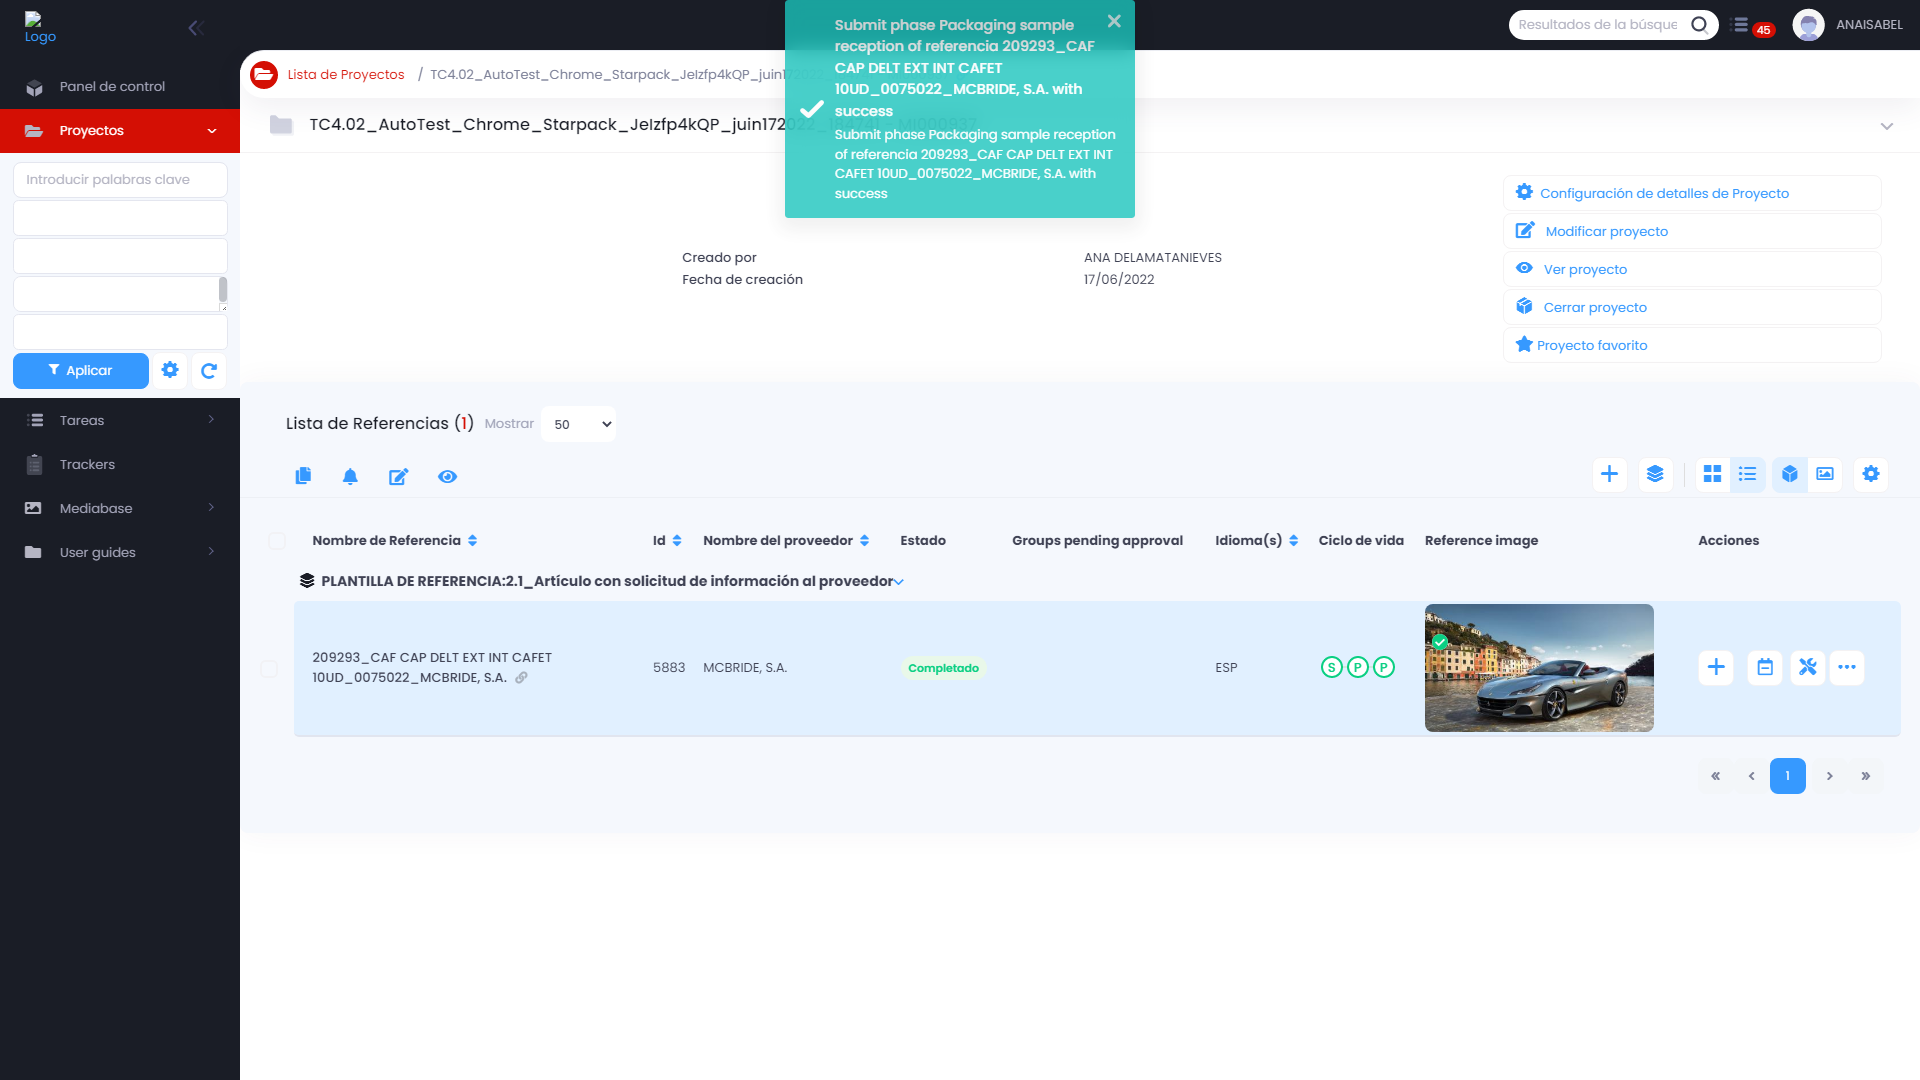 Logo
Panel de control
Proyectos
Introducir palabras clave
Aplicar
Tareas
Trackers
Mediabase
User guides
Resultados de la búsque
45
ANAISABEL
Lista de Proyectos / TC4.02_AutoTest_Chrome_Starpack_JeIzfp4kQP_juin17
TC4.02_AutoTest_Chrome_Starpack_JeIzfp4kQP_juin172022
Submit phase Packaging sample
reception of referencia 209293_CAF
CAP DELT EXT INT CAFET
10UD_0075022_MCBRIDE, S.A. with
success
Submit phase Packaging sample reception
of referencia 209293_CAF CAP DELT EXT INT
CAFET 10UD_0075022_MCBRIDE, S.A. with
success
Creado por ANA DELAMATANIEVES
Fecha de creación 17/06/2022
Configuración de detalles de Proyecto
Modificar proyecto
Ver proyecto
Cerrar proyecto
Proyecto favorito
Lista de Referencias (1) Mostrar 50
Nombre de Referencia Id Nombre del proveedor Estado Groups pending approval Idioma(s) Ciclo de vida Reference image Acciones
PLANTILLA DE REFERENCIA:2.1_Artículo con solicitud de información al proveedor
209293_CAF CAP DELT EXT INT CAFET
10UD_0075022_MCBRIDE, S.A.
5883 MCBRIDE, S.A. Completado ESP S P P
« ‹ 1 › »